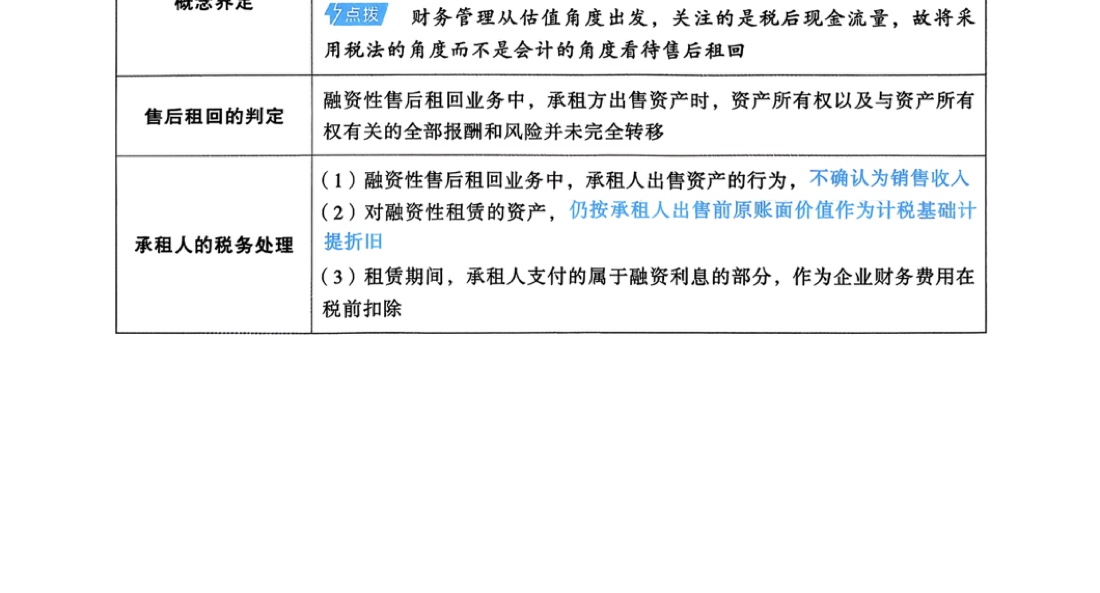 概念界定
点拨 财务管理从估值角度出发，关注的是税后现金流量，故将采
用税法的角度而不是会计的角度看待售后租回
售后租回的判定
融资性售后租回业务中，承租方出售资产时，资产所有权以及与资产所有
权有关的全部报酬和风险并未完全转移
承租人的税务处理
（1）融资性售后租回业务中，承租人出售资产的行为，不确认为销售收入
（2）对融资性租赁的资产，仍按承租人出售前原账面价值作为计税基础计
提折旧
（3）租赁期间，承租人支付的属于融资利息的部分，作为企业财务费用在
税前扣除